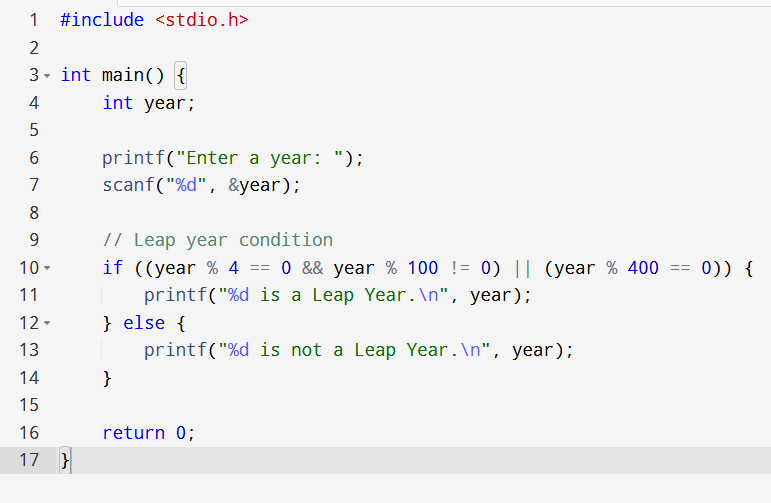 1 #include <stdio.h>
2
3 int main() {
4     int year;
5
6     printf("Enter a year: ");
7     scanf("%d", &year);
8
9     // Leap year condition
10     if ((year % 4 == 0 && year % 100 != 0) || (year % 400 == 0)) {
11         printf("%d is a Leap Year.\n", year);
12     } else {
13         printf("%d is not a Leap Year.\n", year);
14     }
15
16     return 0;
17 }